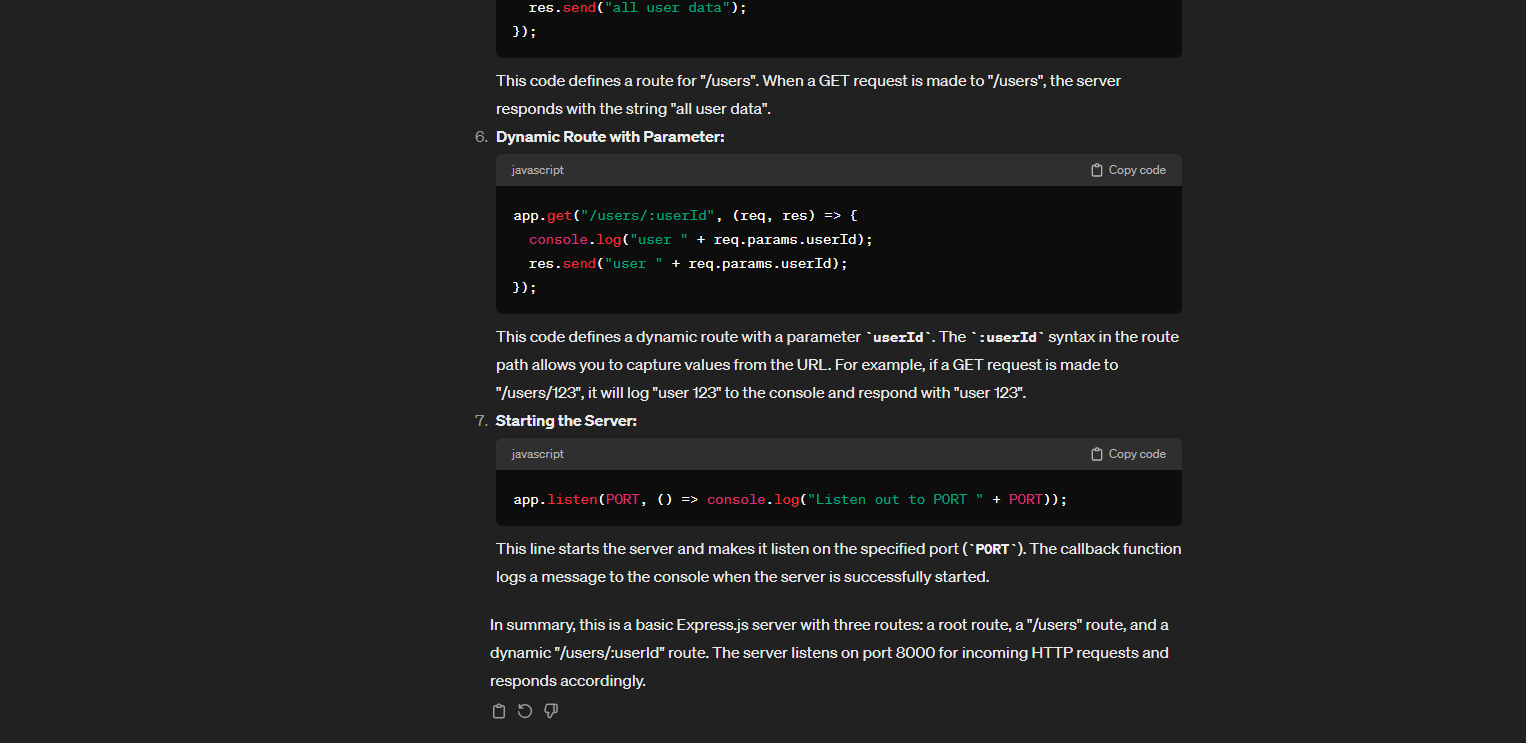 res.send("all user data");
});
This code defines a route for "/users". When a GET request is made to "/users", the server
responds with the string "all user data".
6. Dynamic Route with Parameter:
javascript
Copy code
app.get("/users/:userId", (req, res) => {
console.log("user " + req.params.userId);
res.send("user " + req.params.userId);
});
This code defines a dynamic route with a parameter `userId`. The `:userId` syntax in the route
path allows you to capture values from the URL. For example, if a GET request is made to
"/users/123", it will log "user 123" to the console and respond with "user 123".
7. Starting the Server:
javascript
Copy code
app.listen(PORT, () => console.log("Listen out to PORT " + PORT));
This line starts the server and makes it listen on the specified port (`PORT`). The callback function
logs a message to the console when the server is successfully started.
In summary, this is a basic Express.js server with three routes: a root route, a "/users" route, and a
dynamic "/users/:userId" route. The server listens on port 8000 for incoming HTTP requests and
responds accordingly.